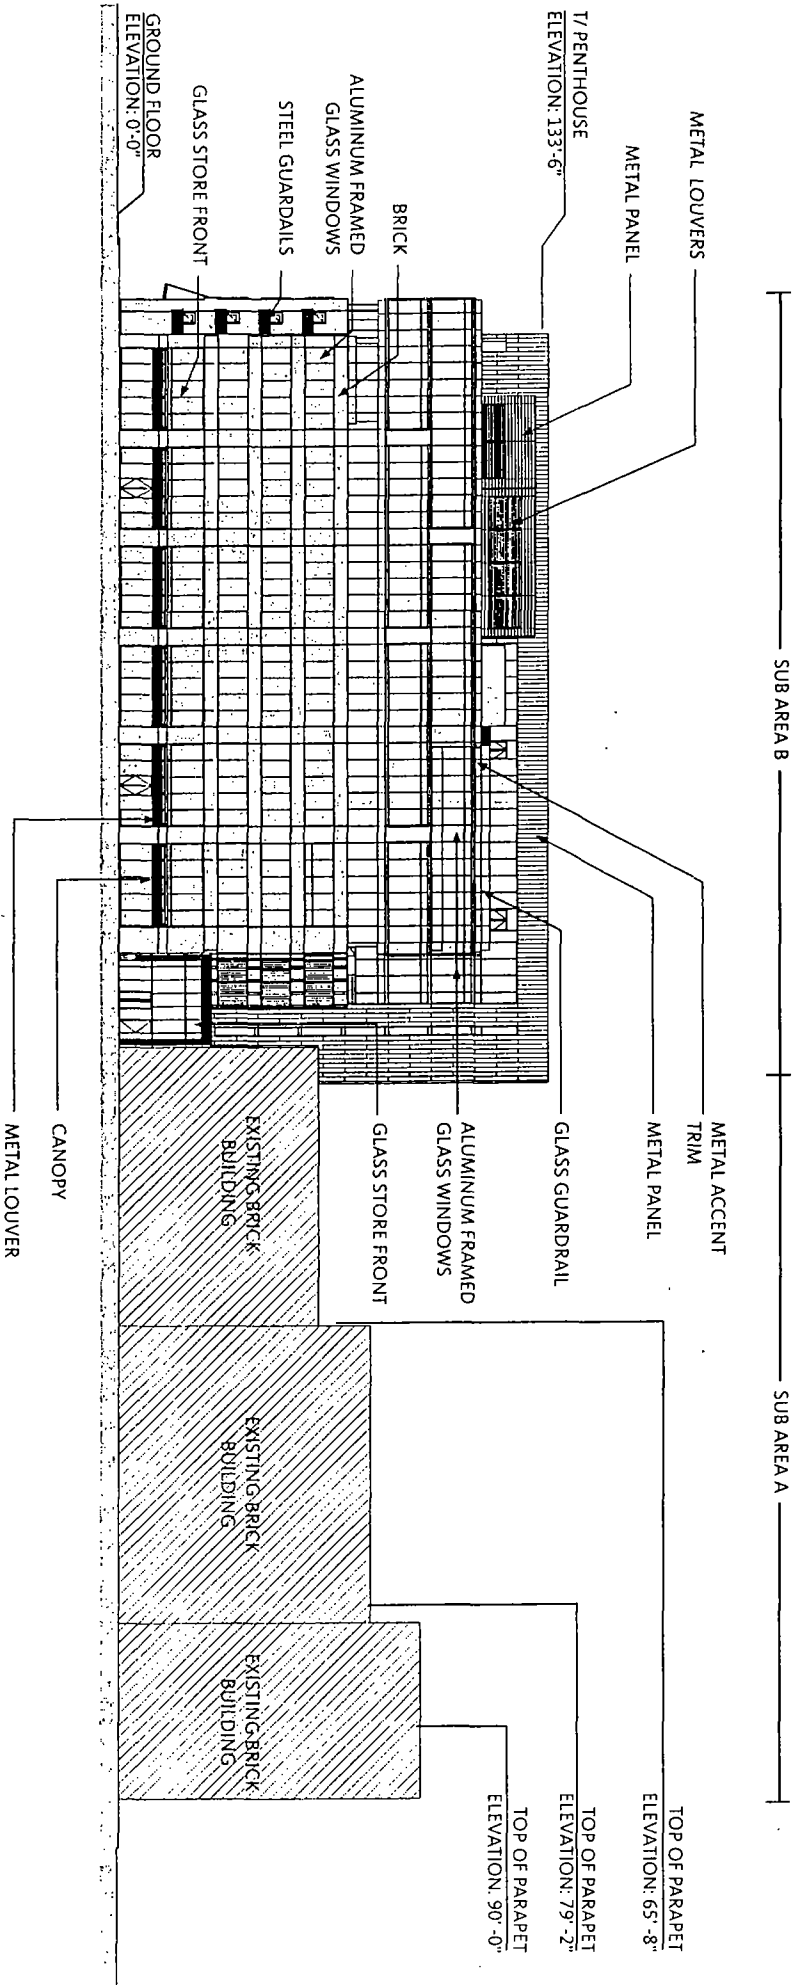 SUB AREA B
SUB AREA A
METAL LOUVERS
METAL PANEL
T/ PENTHOUSE
ELEVATION: 133'-6"
BRICK
ALUMINUM FRAMED
GLASS WINDOWS
STEEL GUARDAILS
GLASS STORE FRONT
GROUND FLOOR
ELEVATION: 0'-0"
METAL ACCENT
TRIM
METAL PANEL
GLASS GUARDRAIL
ALUMINUM FRAMED
GLASS WINDOWS
GLASS STORE FRONT
TOP OF PARAPET
ELEVATION: 65' -8"
TOP OF PARAPET
ELEVATION: 79' -2"
TOP OF PARAPET
ELEVATION. 90' -0"
EXISTING BRICK
BUILDING
EXISTING BRICK
BUILDING
EXISTING BRICK
BUILDING
CANOPY
METAL LOUVER